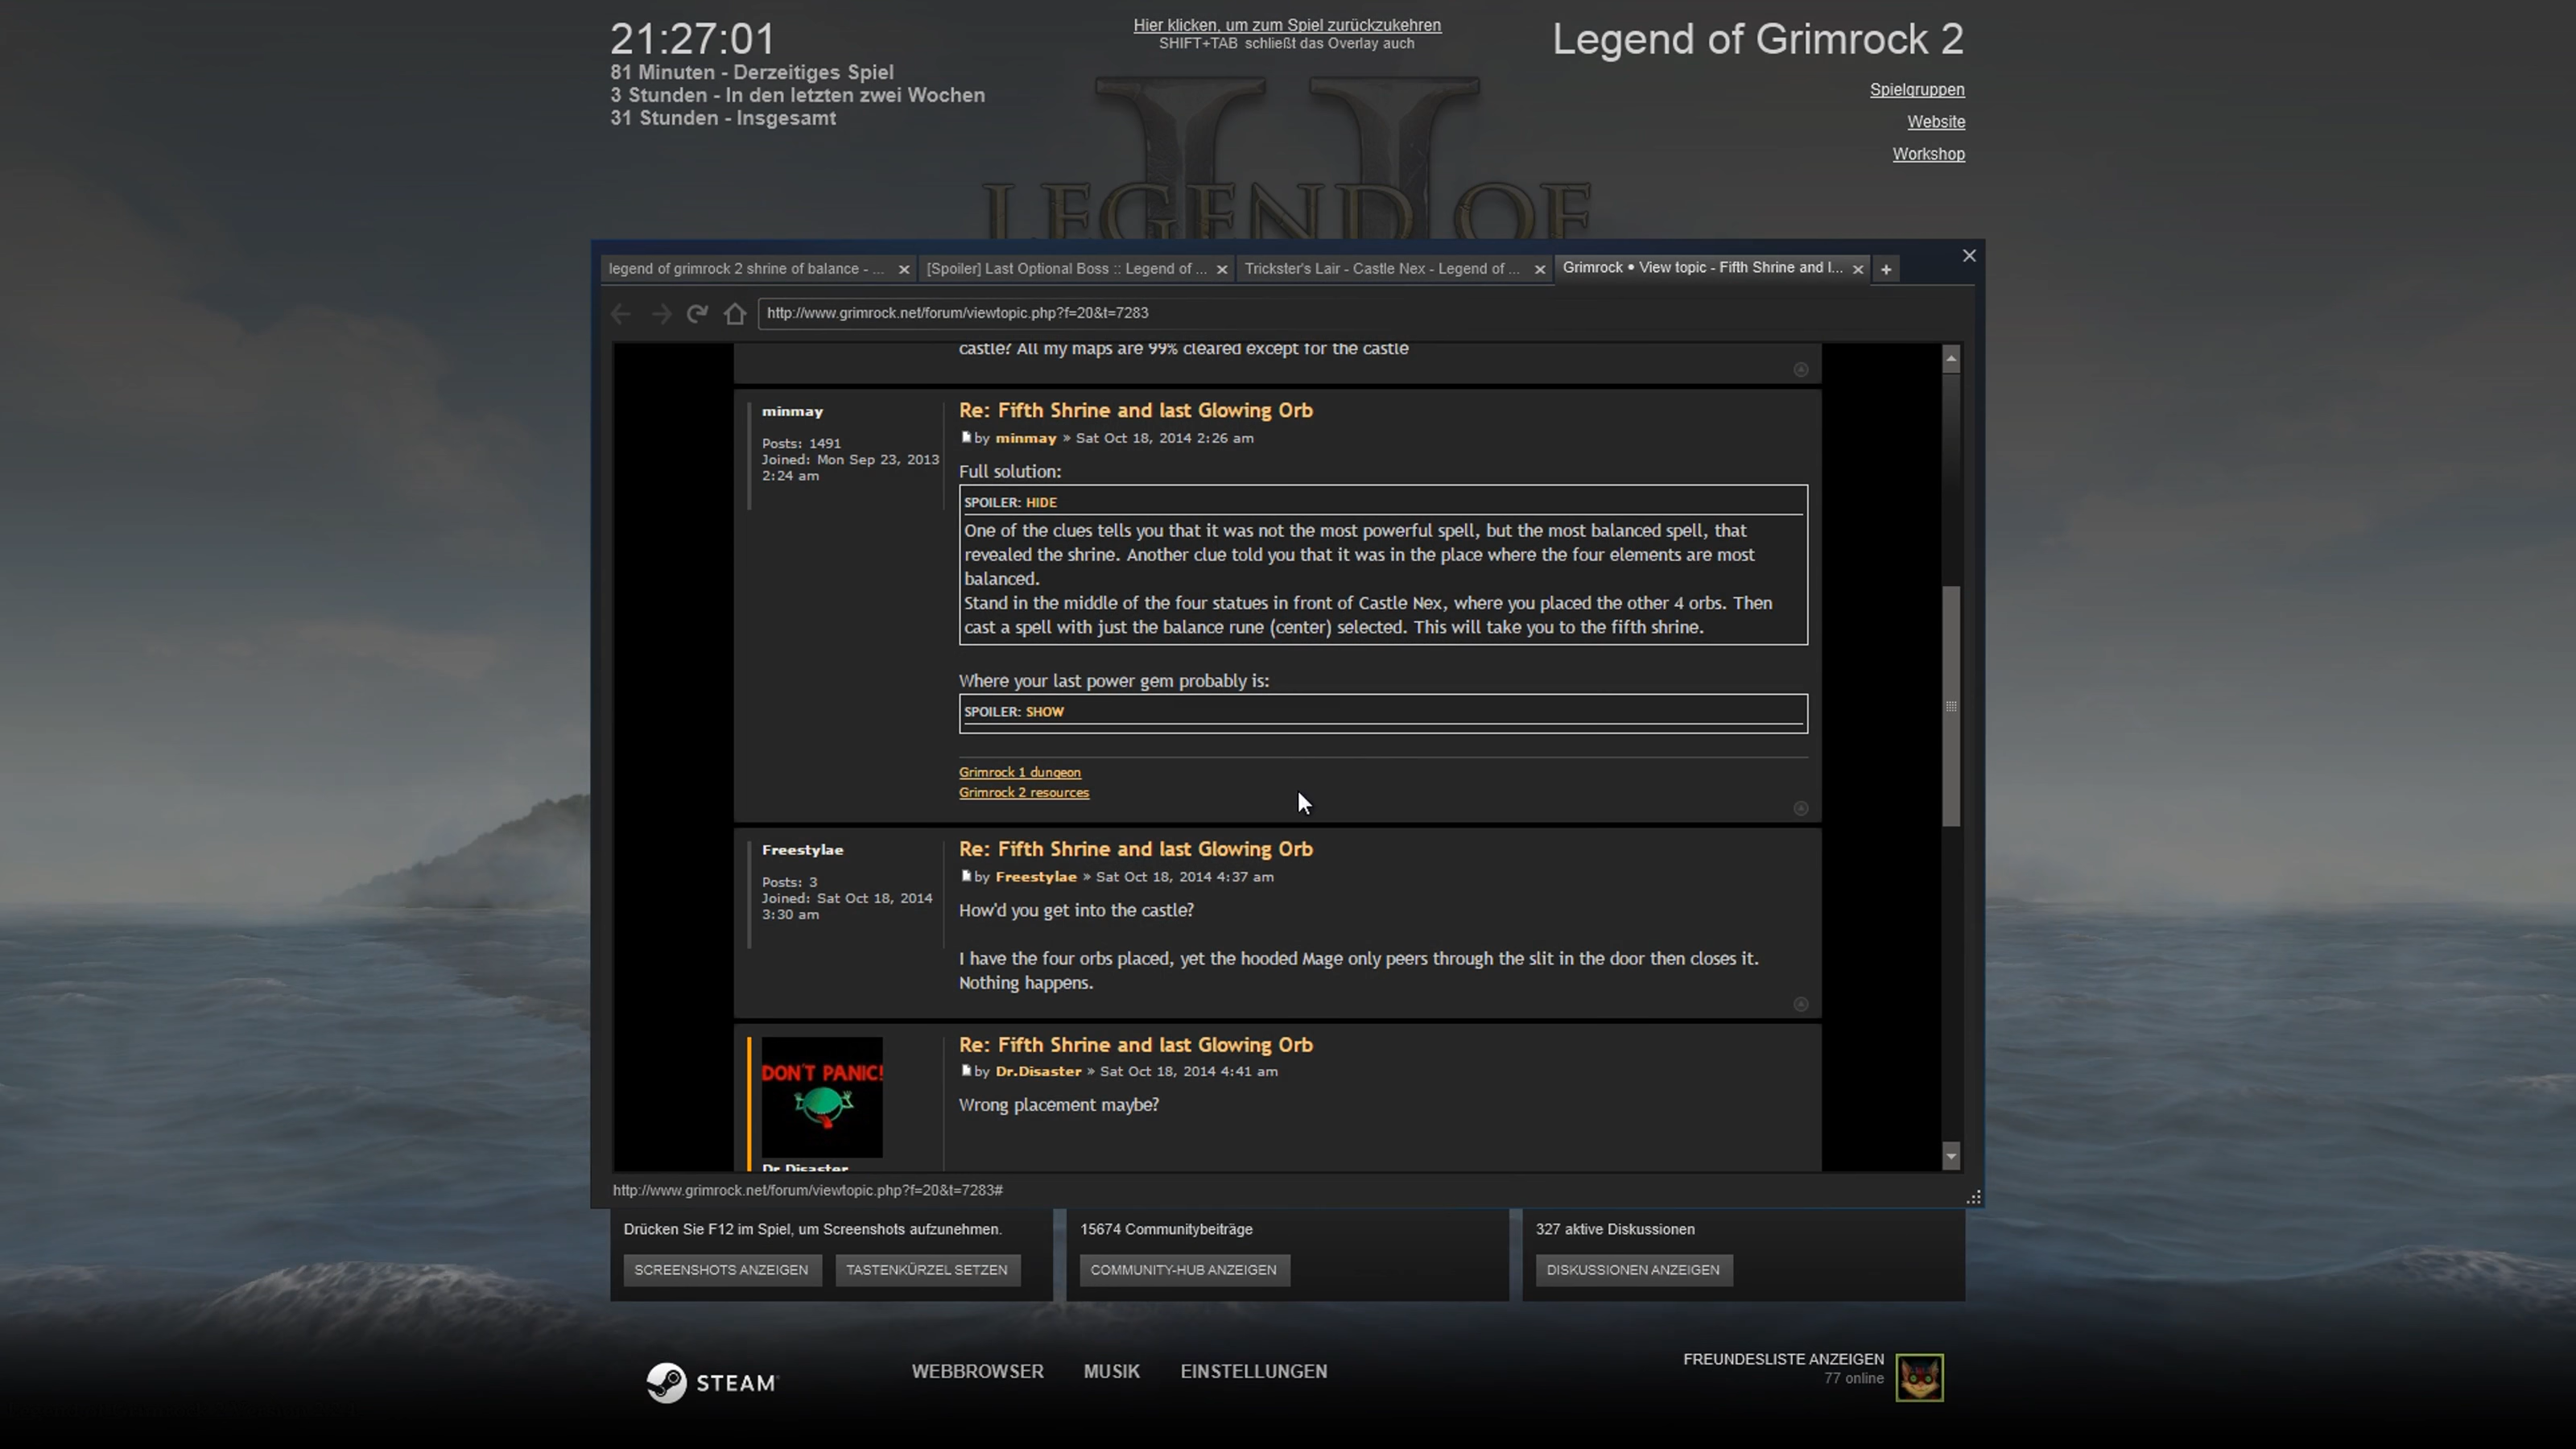 21:27:01
81 Minuten - Derzeitiges Spiel
3 Stunden - In den letzten zwei Wochen
31 Stunden - Insgesamt
Hier klicken, um zum Spiel zurückzukehren
SHIFT+TAB schließt das Overlay auch
Legend of Grimrock 2
Spielgruppen
Website
Workshop
II
LEGEND OF
legend of grimrock 2 shrine of balance - ...
[Spoiler] Last Optional Boss :: Legend of ...
Trickster's Lair - Castle Nex - Legend of ...
Grimrock • View topic - Fifth Shrine and l...
http://www.grimrock.net/forum/viewtopic.php?f=20&t=7283
castle? All my maps are 99% cleared except for the castle
minmay
Posts: 1491
Joined: Mon Sep 23, 2013
2:24 am
Re: Fifth Shrine and last Glowing Orb
by minmay » Sat Oct 18, 2014 2:26 am
Full solution:
SPOILER: HIDE
One of the clues tells you that it was not the most powerful spell, but the most balanced spell, that
revealed the shrine. Another clue told you that it was in the place where the four elements are most
balanced.
Stand in the middle of the four statues in front of Castle Nex, where you placed the other 4 orbs. Then
cast a spell with just the balance rune (center) selected. This will take you to the fifth shrine.
Where your last power gem probably is:
SPOILER: SHOW
Grimrock 1 dungeon
Grimrock 2 resources
Freestylae
Posts: 3
Joined: Sat Oct 18, 2014
3:30 am
Re: Fifth Shrine and last Glowing Orb
by Freestylae » Sat Oct 18, 2014 4:37 am
How'd you get into the castle?
I have the four orbs placed, yet the hooded Mage only peers through the slit in the door then closes it.
Nothing happens.
DON'T PANIC!
Dr.Disaster
Re: Fifth Shrine and last Glowing Orb
by Dr.Disaster » Sat Oct 18, 2014 4:41 am
Wrong placement maybe?
http://www.grimrock.net/forum/viewtopic.php?f=20&t=7283#
Drücken Sie F12 im Spiel, um Screenshots aufzunehmen.
SCREENSHOTS ANZEIGEN
TASTENKÜRZEL SETZEN
15674 Communitybeiträge
COMMUNITY-HUB ANZEIGEN
327 aktive Diskussionen
DISKUSSIONEN ANZEIGEN
STEAM
WEBBROWSER
MUSIK
EINSTELLUNGEN
FREUNDESLISTE ANZEIGEN
77 online